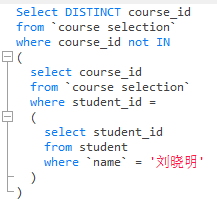 Select DISTINCT course_id
from `course selection`
where course_id not IN
(
select course_id
from `course selection`
where student_id =
(
select student_id
from student
where `name` = '刘晓明'
)
)